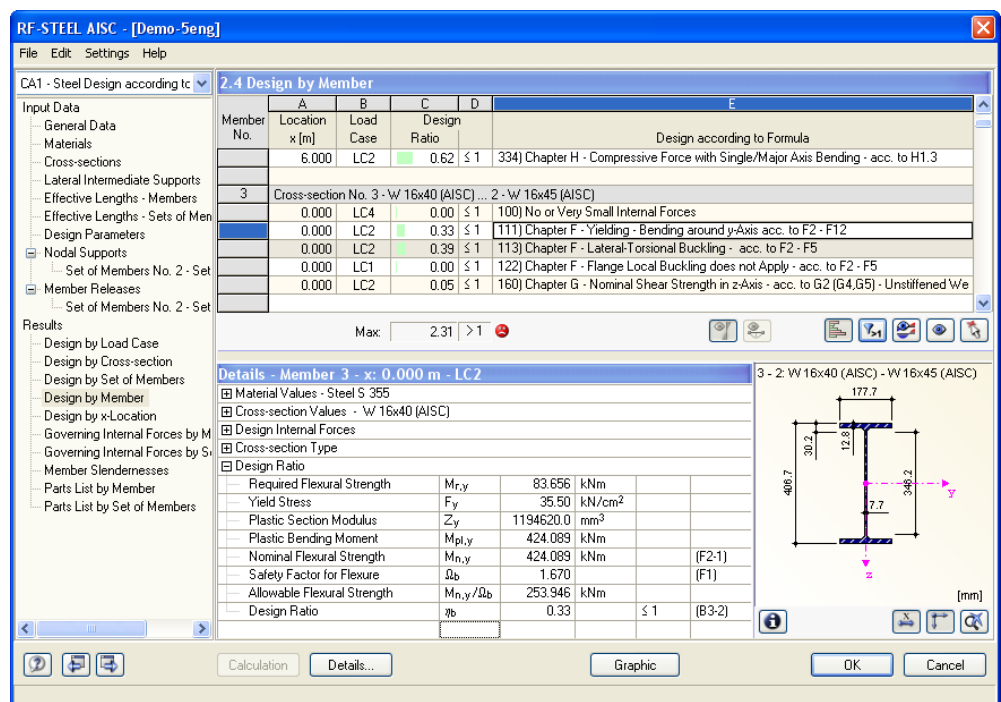 RF-STEEL AISC - [Demo-5eng]
File Edit Settings Help
CA1 - Steel Design according tc
Input Data
General Data
Materials
Cross-sections
Lateral Intermediate Supports
Effective Lengths - Members
Effective Lengths - Sets of Men
Design Parameters
Nodal Supports
Set of Members No. 2 - Set
Member Releases
Set of Members No. 2 - Set
Results
Design by Load Case
Design by Cross-section
Design by Set of Members
Design by Member
Design by x-Location
Governing Internal Forces by M
Governing Internal Forces by S
Member Slendernesses
Parts List by Member
Parts List by Set of Members
2.4 Design by Member
A B C D E
Member Location Load Design
No. x [m] Case Ratio Design according to Formula
6.000 LC2 0.62 ≤ 1 334) Chapter H - Compressive Force with Single/Major Axis Bending - acc. to H1.3
3 Cross-section No. 3 - W 16x40 (AISC) ... 2 - W 16x45 (AISC)
0.000 LC4 0.00 ≤ 1 100) No or Very Small Internal Forces
0.000 LC2 0.33 ≤ 1 111) Chapter F - Yielding - Bending around y-Axis acc. to F2 - F12
0.000 LC2 0.39 ≤ 1 113) Chapter F - Lateral-Torsional Buckling - acc. to F2 - F5
0.000 LC1 0.00 ≤ 1 122) Chapter F - Flange Local Buckling does not Apply - acc. to F2 - F5
0.000 LC2 0.05 ≤ 1 160) Chapter G - Nominal Shear Strength in z-Axis - acc. to G2 (G4,G5) - Unstiffened We
Max: 2.31 > 1
Details - Member 3 - x: 0.000 m - LC2
Material Values - Steel S 355
Cross-section Values - W 16x40 (AISC)
Design Internal Forces
Cross-section Type
Design Ratio
Required Flexural Strength Mr,y 83.656 kNm
Yield Stress Fy 35.50 kN/cm2
Plastic Section Modulus Zy 1194620.0 mm3
Plastic Bending Moment Mpl,y 424.089 kNm
Nominal Flexural Strength Mn,y 424.089 kNm (F2-1)
Safety Factor for Flexure Ωb 1.670 (F1)
Allowable Flexural Strength Mn,y/Ωb 253.946 kNm
Design Ratio ηb 0.33 ≤ 1 (B3-2)
3 - 2: W 16x40 (AISC) - W 16x45 (AISC)
177.7
30.2
12.8
406.7
346.2
7.7
y
z
[mm]
Calculation Details... Graphic OK Cancel